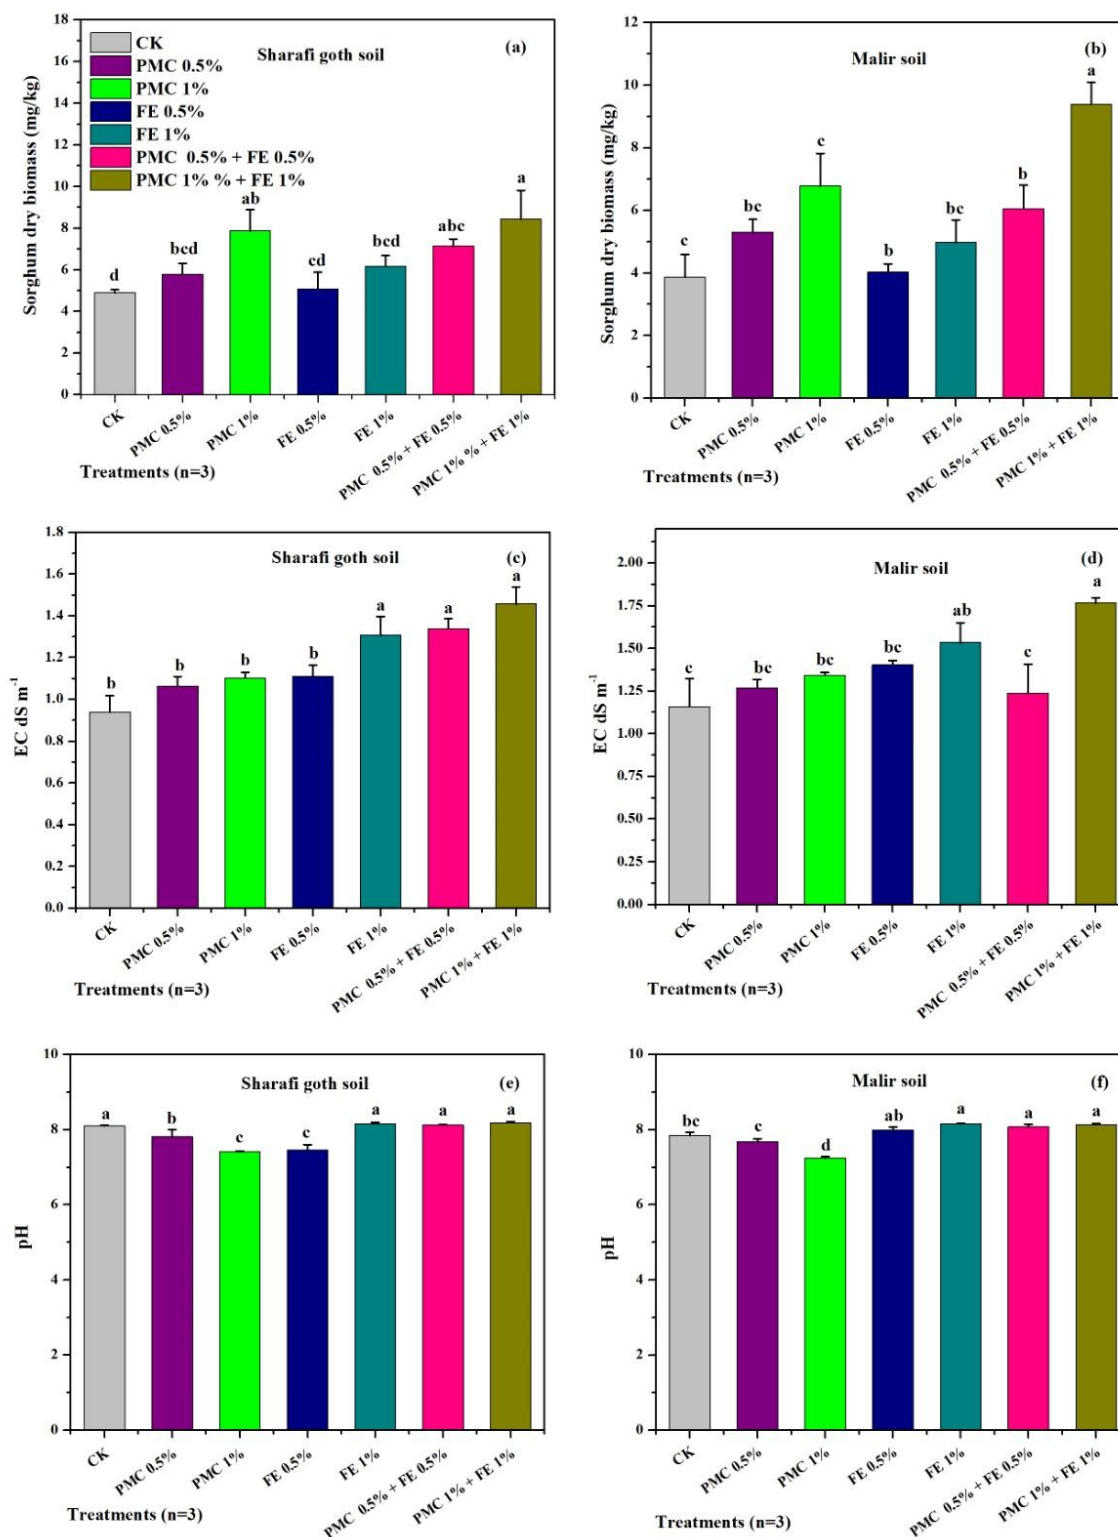 18
16
14
12
10
8
6
4
2
0
Sorghum dry biomass (mg/kg)
CK
PMC 0.5%
PMC 1%
FE 0.5%
FE 1%
PMC 0.5% + FE 0.5%
PMC 1% % + FE 1%
Sharafi goth soil
(a)
d
bcd
ab
cd
bcd
abc
a
CK
PMC 0.5%
PMC 1%
FE 0.5%
FE 1%
PMC 0.5% + FE 0.5%
PMC 1% % + FE 1%
Treatments (n=3)
12
10
8
6
4
2
0
Sorghum dry biomass (mg/kg)
Malir soil
(b)
c
bc
c
b
bc
b
a
CK
PMC 0.5%
PMC 1%
FE 0.5%
FE 1%
PMC 0.5% + FE 0.5%
PMC 1% + FE 1%
Treatments (n=3)
1.8
1.6
1.4
1.2
1.0
0.8
0.6
0.4
0.2
0.0
EC dS m⁻¹
Sharafi goth soil
(c)
b
b
b
b
a
a
a
CK
PMC 0.5%
PMC 1%
FE 0.5%
FE 1%
PMC 0.5% + FE 0.5%
PMC 1% + FE 1%
Treatments (n=3)
2.00
1.75
1.50
1.25
1.00
0.75
0.50
0.25
0.00
EC dS m⁻¹
Malir soil
(d)
c
bc
bc
bc
ab
c
a
CK
PMC 0.5%
PMC 1%
FE 0.5%
FE 1%
PMC 0.5% + FE 0.5%
PMC 1% + FE 1%
Treatments (n=3)
10
8
6
4
2
0
pH
Sharafi goth soil
(e)
a
b
c
c
a
a
a
CK
PMC 0.5%
PMC 1%
FE 0.5%
FE 1%
PMC 0.5% + FE 0.5%
PMC 1% + FE 1%
Treatments (n=3)
10
8
6
4
2
0
pH
Malir soil
(f)
bc
c
d
ab
a
a
a
CK
PMC 0.5%
PMC 1%
FE 0.5%
FE 1%
PMC 0.5% + FE 0.5%
PMC 1% + FE 1%
Treatments (n=3)